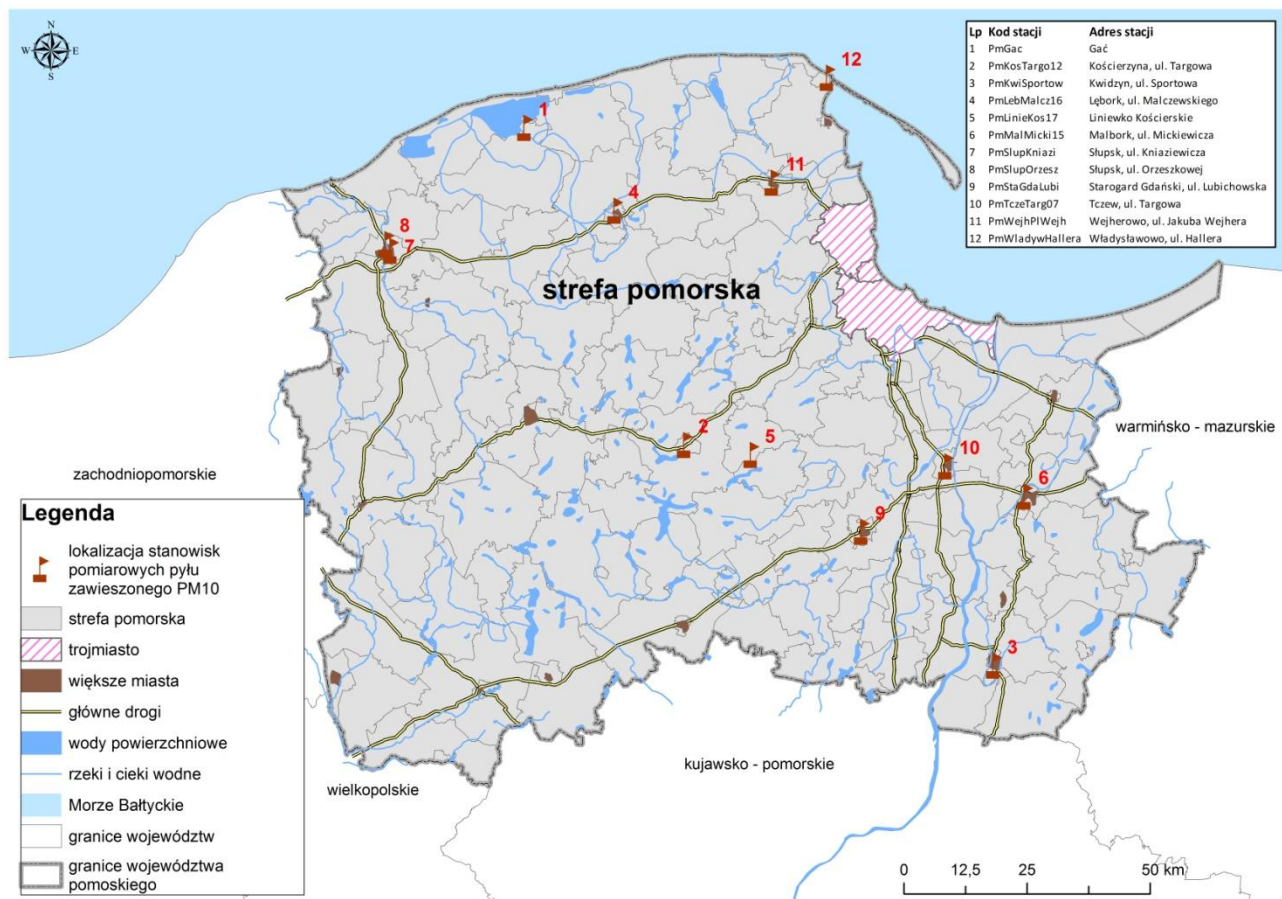 N
W E
S
Lp Kod stacji Adres stacji
1 PmGac Gać
2 PmKosTargo12 Kościerzyna, ul. Targowa
3 PmKwiSportow Kwidzyn, ul. Sportowa
4 PmLebMalcz16 Lębork, ul. Malczewskiego
5 PmLinieKos17 Liniewko Kościerskie
6 PmMalMicki15 Malbork, ul. Mickiewicza
7 PmSlupKniazi Słupsk, ul. Kniaziewicza
8 PmSlupOrzesz Słupsk, ul. Orzeszkowej
9 PmStaGdaLubi Starogard Gdański, ul. Lubichowska
10 PmTczeTarg07 Tczew, ul. Targowa
11 PmWejhPlWejh Wejherowo, ul. Jakuba Wejhera
12 PmWladywHallera Władysławowo, ul. Hallera
12
1
11
4
8
7
strefa pomorska
2
5
10
6
9
3
warmińsko - mazurskie
zachodniopomorskie
kujawsko - pomorskie
wielkopolskie
Legenda
lokalizacja stanowisk
pomiarowych pyłu
zawieszonego PM10
strefa pomorska
trojmiasto
większe miasta
główne drogi
wody powierzchniowe
rzeki i cieki wodne
Morze Bałtyckie
granice województw
granice województwa
pomoskiego
0 12,5 25 50 km